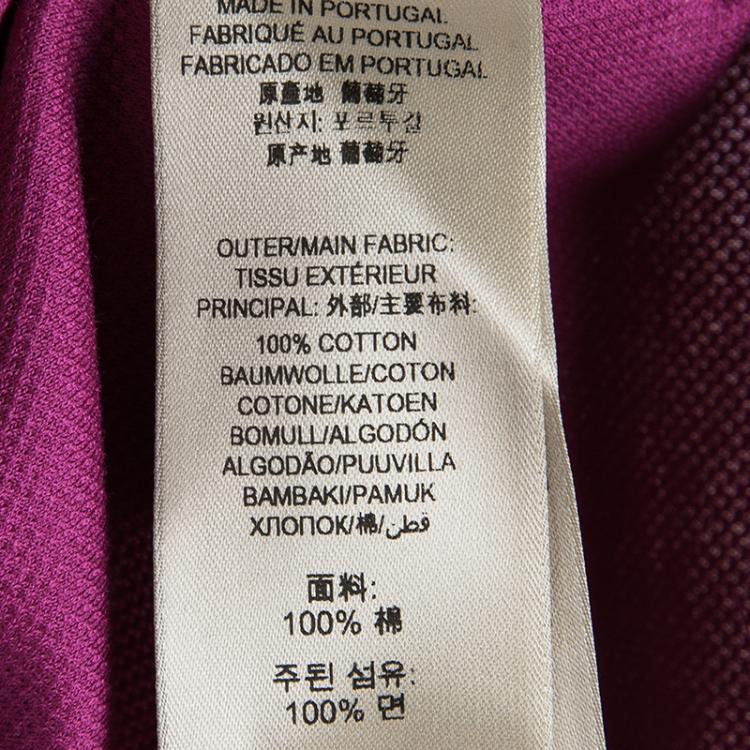 MADE IN PORTUGAL
FABRIQUÉ AU PORTUGAL
FABRICADO EM PORTUGAL
原產地 葡萄牙
원산지: 포르투갈
原产地 葡萄牙
OUTER/MAIN FABRIC:
TISSU EXTÉRIEUR
PRINCIPAL: 外部/主要布料:
100% COTTON
BAUMWOLLE/COTON
COTONE/KATOEN
BOMULL/ALGODÓN
ALGODÃO/PUUVILLA
BAMBAKI/PAMUK
ХЛОПОК/棉/قطن
面料:
100% 棉
주된 섬유:
100% 면